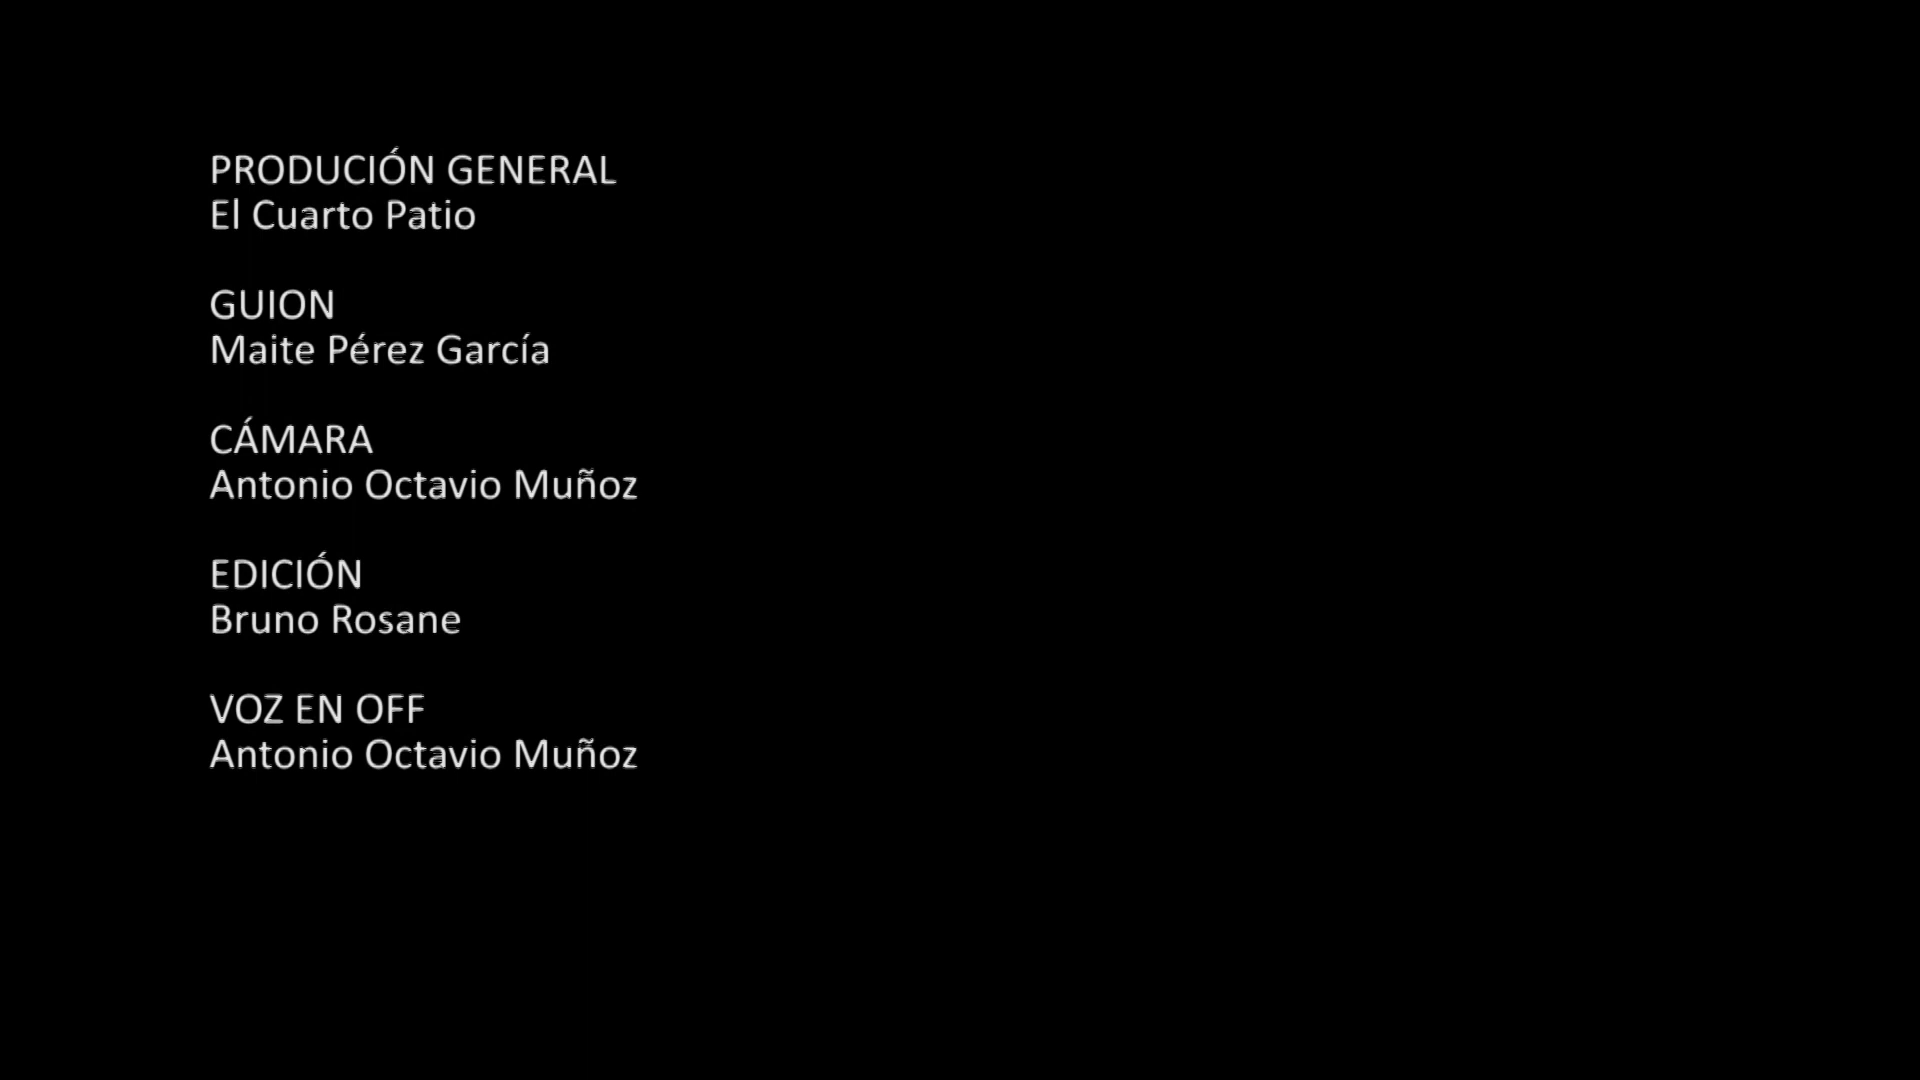 PRODUCIÓN GENERAL
El Cuarto Patio
GUION
Maite Pérez García
CÁMARA
Antonio Octavio Muñoz
EDICIÓN
Bruno Rosane
VOZ EN OFF
Antonio Octavio Muñoz